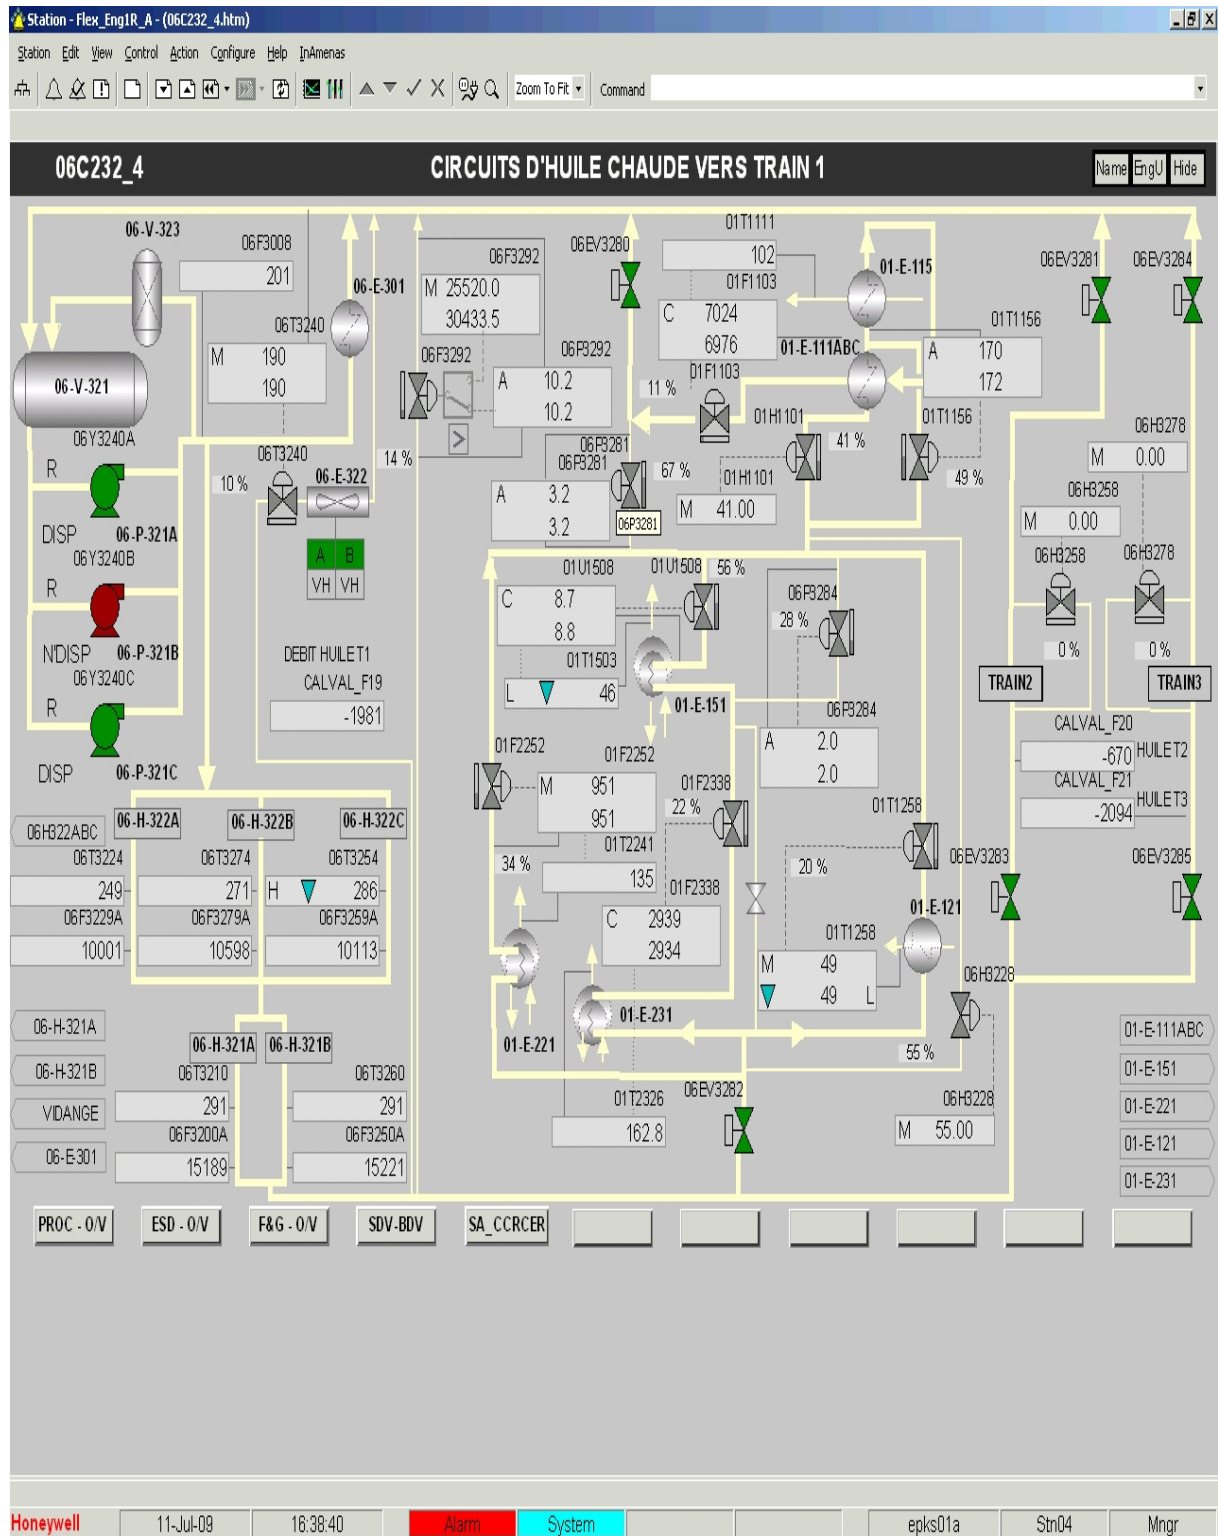 Station - Flex_Eng1R_A - (06C232_4.htm)
Station Edit View Control Action Configure Help InAmenas
Zoom To Fit Command
06C232_4 CIRCUITS D'HUILE CHAUDE VERS TRAIN 1 Name EngU Hide
06-V-323
06F3008
201
06-E-301
06T3240
M 190
190
06-V-321
06Y3240A
R
DISP 06-P-321A
06Y3240B
R
N'DISP 06-P-321B
06Y3240C
R
DISP 06-P-321C
06T3240
10 %
06-E-322
A B
VH VH
DEBIT HUILE T1
CALVAL_F19
-1981
06F3292
M 25520.0
30433.5
06F3292
14 %
>
06P3292
A 10.2
10.2
06EV3280
01T1111
102
01F1103
C 7024
6976
01-E-115
01-E-111ABC
01F1103
11 %
01T1156
A 170
172
01T1156
49 %
01H1101
41 %
01H1101
M 41.00
06P3281
06P3281
A 3.2
3.2
67 %
06P3281
06EV3281
06EV3284
06H3278
M 0.00
06H3258
M 0.00
06H3258
06H3278
0 %
0 %
TRAIN2
TRAIN3
CALVAL_F20
-670 HUILE T2
CALVAL_F21
-2094 HUILE T3
01U1508
C 8.7
8.8
01U1508
56 %
01T1503
L 46
01-E-151
06P3284
28 %
06P3284
A 2.0
2.0
01F2252
01F2252
M 951
951
34 %
01T2241
135
01F2338
22 %
01F2338
C 2939
2934
01T1258
20 %
01-E-121
01T1258
M 49
49 L
06EV3283
06EV3285
06H3228
55 %
06H3228
M 55.00
01-E-221
01-E-231
01T2326
162.8
06EV3282
06H322ABC
06-H-322A
06-H-322B
06-H-322C
06T3224 06T3274 06T3254
249 271 H 286
06F3229A 06F3279A 06F3259A
10001 10598 10113
06-H-321A
06-H-321B
VIDANGE
06-E-301
06-H-321A 06-H-321B
06T3210 06T3260
291 291
06F3200A 06F3250A
15189 15221
01-E-111ABC
01-E-151
01-E-221
01-E-121
01-E-231
PROC - O/V ESD - O/V F&G - O/V SDV-BDV SA_CCRCER
Honeywell 11-Jul-09 16:38:40 Alarm System epks01a Stn04 Mngr